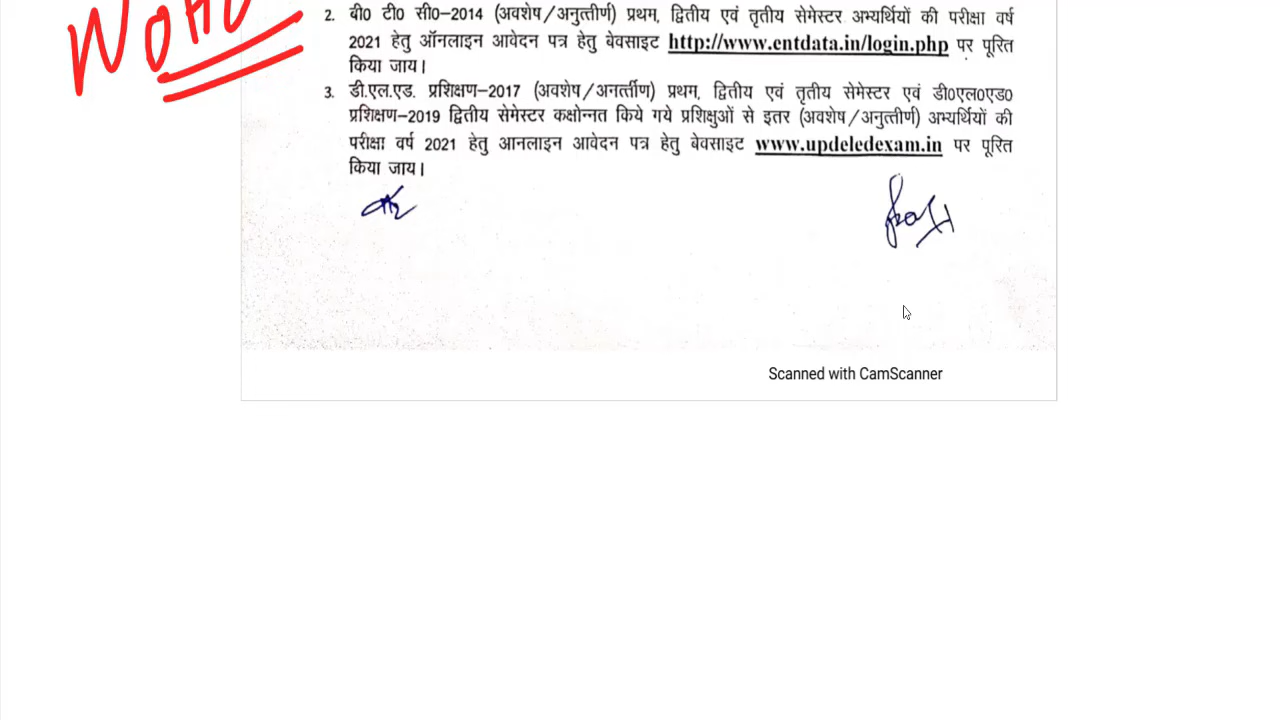 2. बी0 टी0 सी0-2014 (अवशेष/अनुत्तीर्ण) प्रथम, द्वितीय एवं तृतीय सेमेस्टर अभ्यर्थियों की परीक्षा वर्ष
2021 हेतु ऑनलाइन आवेदन पत्र हेतु बेवसाइट http://www.entdata.in/login.php पर पूरित
किया जाय।
3. डी.एल.एड. प्रशिक्षण-2017 (अवशेष/अनर्त्तीण) प्रथम, द्वितीय एवं तृतीय सेमेस्टर एवं डी0एल0एड0
प्रशिक्षण-2019 द्वितीय सेमेस्टर कक्षोन्नत किये गये प्रशिक्षुओं से इतर (अवशेष/अनुत्तीर्ण) अभ्यर्थियों की
परीक्षा वर्ष 2021 हेतु आनलाइन आवेदन पत्र हेतु बेवसाइट www.updeledexam.in पर पूरित
किया जाय।
Scanned with CamScanner